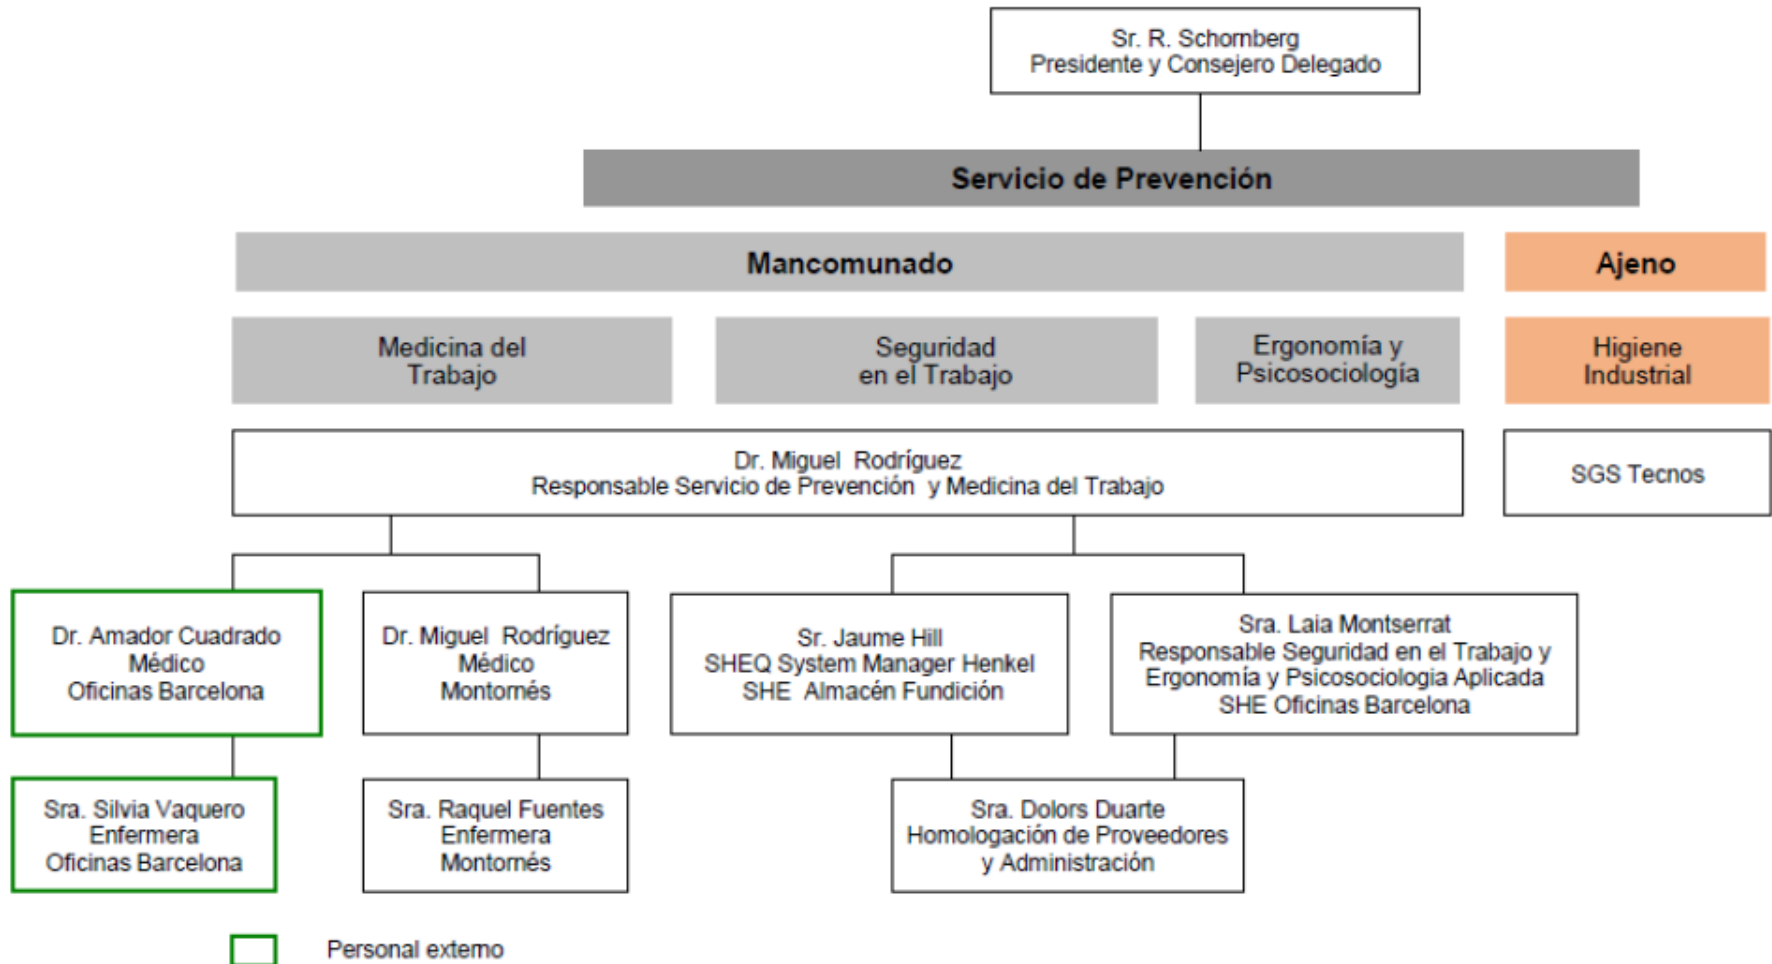 Sr. R. Schornberg
Presidente y Consejero Delegado
Servicio de Prevención
Mancomunado
Ajeno
Medicina del
Trabajo
Seguridad
en el Trabajo
Ergonomía y
Psicosociología
Higiene
Industrial
Dr. Miguel Rodríguez
Responsable Servicio de Prevención y Medicina del Trabajo
SGS Tecnos
Dr. Amador Cuadrado
Médico
Oficinas Barcelona
Dr. Miguel Rodríguez
Médico
Montornés
Sr. Jaume Hill
SHEQ System Manager Henkel
SHE Almacén Fundición
Sra. Laia Montserrat
Responsable Seguridad en el Trabajo y
Ergonomía y Psicosociologia Aplicada
SHE Oficinas Barcelona
Sra. Silvia Vaquero
Enfermera
Oficinas Barcelona
Sra. Raquel Fuentes
Enfermera
Montornés
Sra. Dolors Duarte
Homologación de Proveedores
y Administración
Personal externo